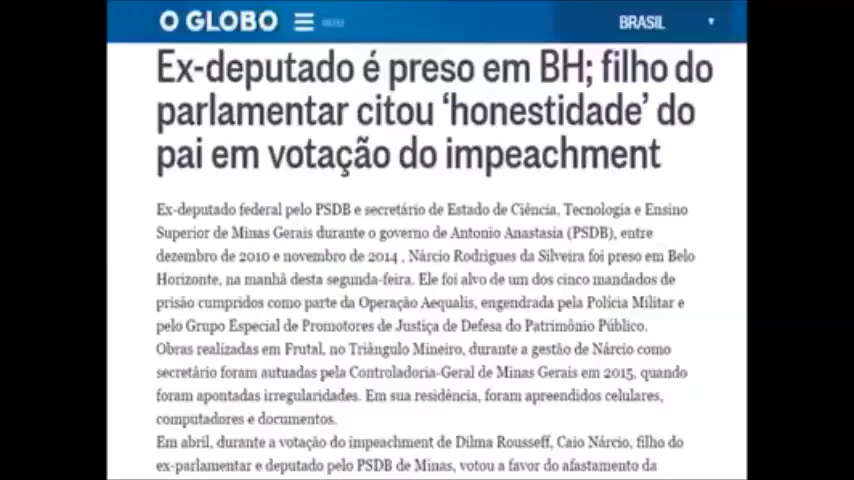 O GLOBO MENU BRASIL
Ex-deputado é preso em BH; filho do
parlamentar citou ‘honestidade’ do
pai em votação do impeachment
Ex-deputado federal pelo PSDB e secretário de Estado de Ciência, Tecnologia e Ensino
Superior de Minas Gerais durante o governo de Antonio Anastasia (PSDB), entre
dezembro de 2010 e novembro de 2014 , Nárcio Rodrigues da Silveira foi preso em Belo
Horizonte, na manhã desta segunda-feira. Ele foi alvo de um dos cinco mandados de
prisão cumpridos como parte da Operação Aequalis, engendrada pela Polícia Militar e
pelo Grupo Especial de Promotores de Justiça de Defesa do Patrimônio Público.
Obras realizadas em Frutal, no Triângulo Mineiro, durante a gestão de Nárcio como
secretário foram autuadas pela Controladoria-Geral de Minas Gerais em 2015, quando
foram apontadas irregularidades. Em sua residência, foram apreendidos celulares,
computadores e documentos.
Em abril, durante a votação do impeachment de Dilma Rousseff, Caio Nárcio, filho do
ex-parlamentar e deputado pelo PSDB de Minas, votou a favor do afastamento da